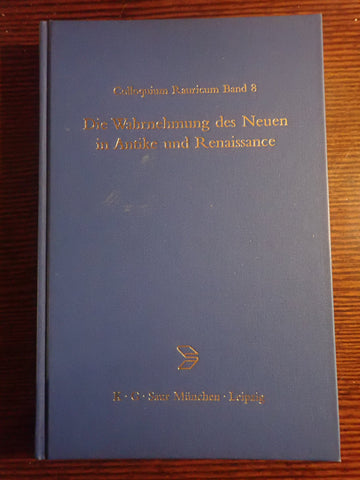 Colloquium Rauricum Band 8
Die Wahrnehmung des Neuen
in Antike und Renaissance
K · G · Saur München · Leipzig